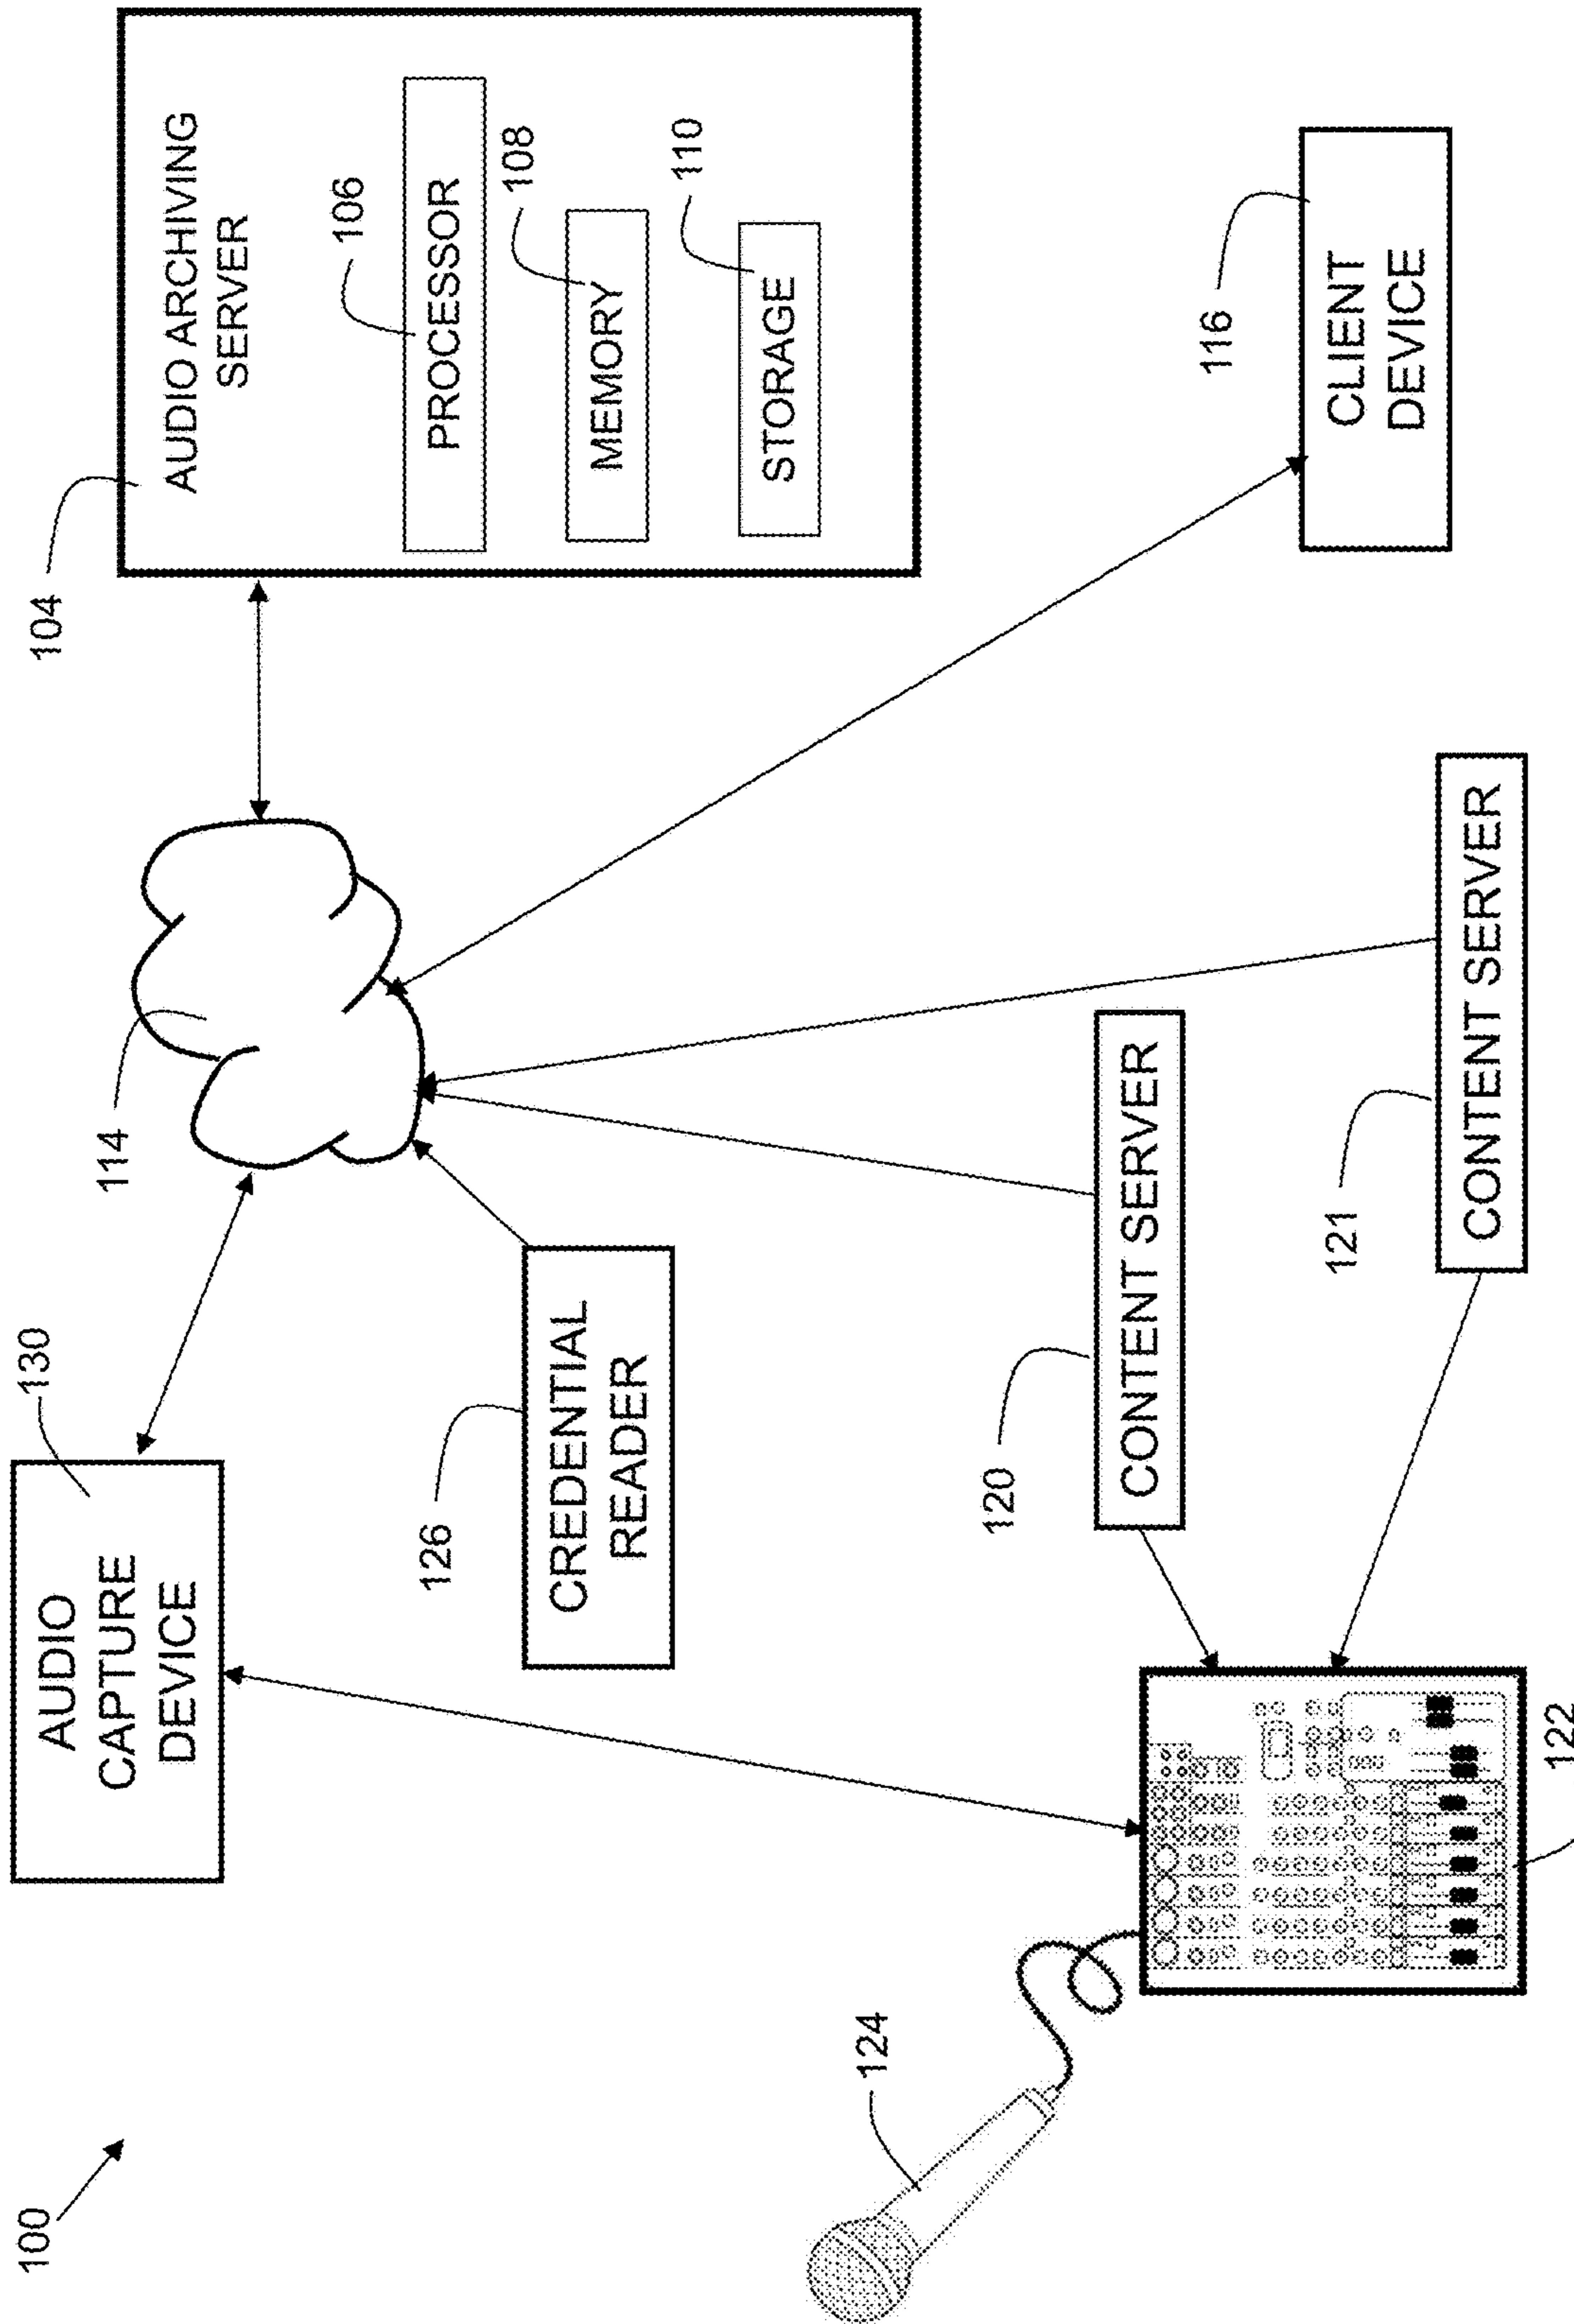 100
AUDIO
CAPTURE
DEVICE
130
114
104
AUDIO ARCHIVING
SERVER
106
PROCESSOR
108
MEMORY
110
STORAGE
126
CREDENTIAL
READER
124
120
CONTENT SERVER
116
CLIENT
DEVICE
121
CONTENT SERVER
122